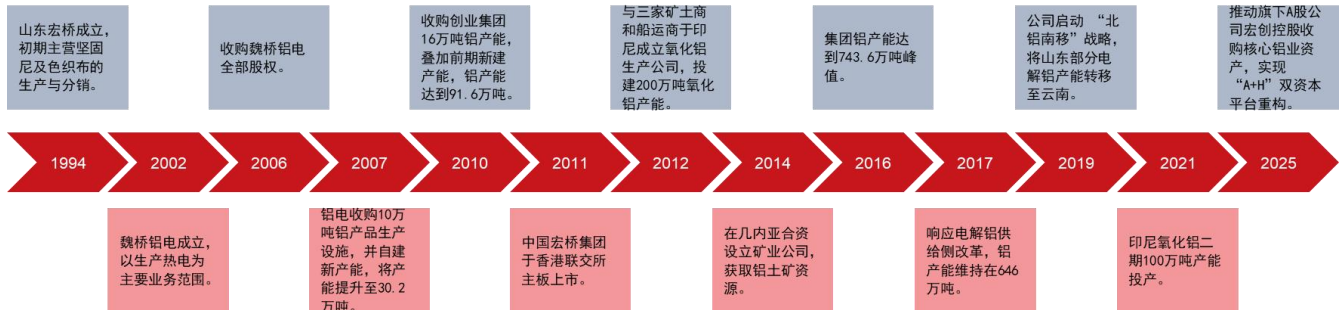 山东宏桥成立，
初期主营坚固
尼及色织布的
生产与分销。
收购魏桥铝电
全部股权。
收购创业集团
16万吨铝产能，
叠加前期新建
产能，铝产能
达到91.6万吨。
与三家矿土商
和船运商于印
尼成立氧化铝
生产公司，投
建200万吨氧化
铝产能。
集团铝产能达
到743.6万吨峰
值。
公司启动 “北
铝南移”战略，
将山东部分电
解铝产能转移
至云南。
推动旗下A股公
司宏创控股收
购核心铝业资
产，实现
“A+H”双资本
平台重构。
1994
2002
2006
2007
2010
2011
2012
2014
2016
2017
2019
2021
2025
魏桥铝电成立，
以生产热电为
主要业务范围。
铝电收购10万
吨铝产品生产
设施，并自建
新产能，将产
能提升至30.2
万吨。
中国宏桥集团
于香港联交所
主板上市。
在几内亚合资
设立矿业公司，
获取铝土矿资
源。
响应电解铝供
给侧改革，铝
产能维持在646
万吨。
印尼氧化铝二
期100万吨产能
投产。